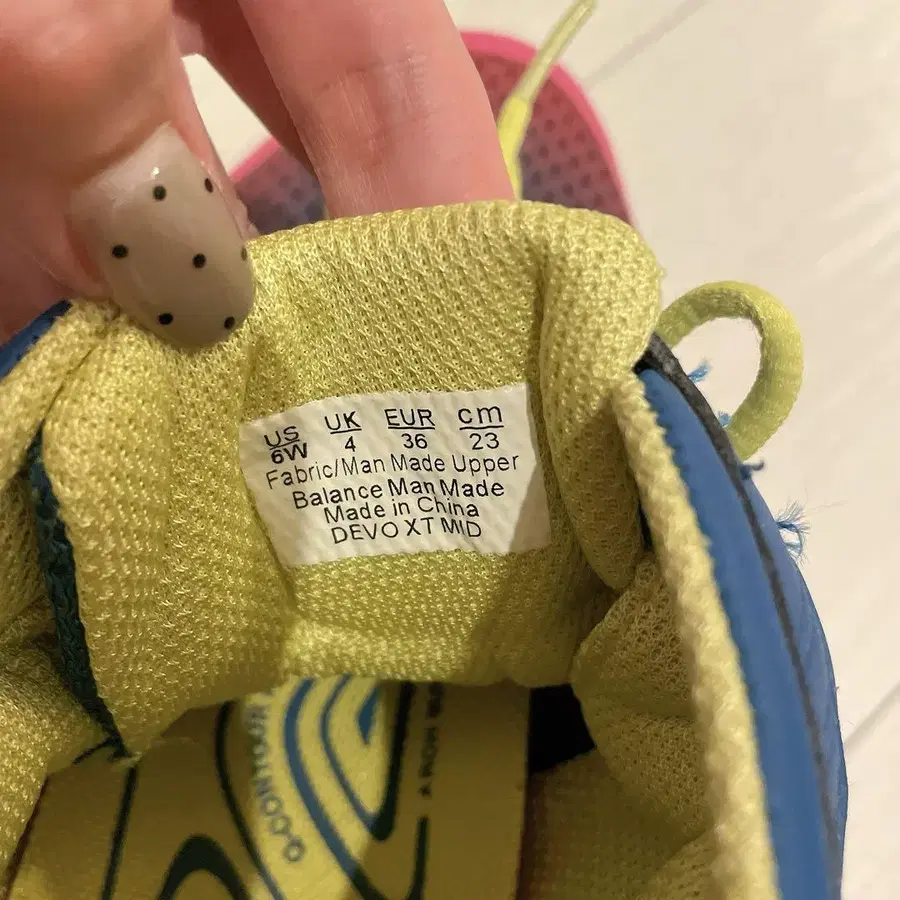 US UK EUR cm
6W 4 36 23
Fabric/Man Made Upper
Balance Man Made
Made in China
DEVO XT MID